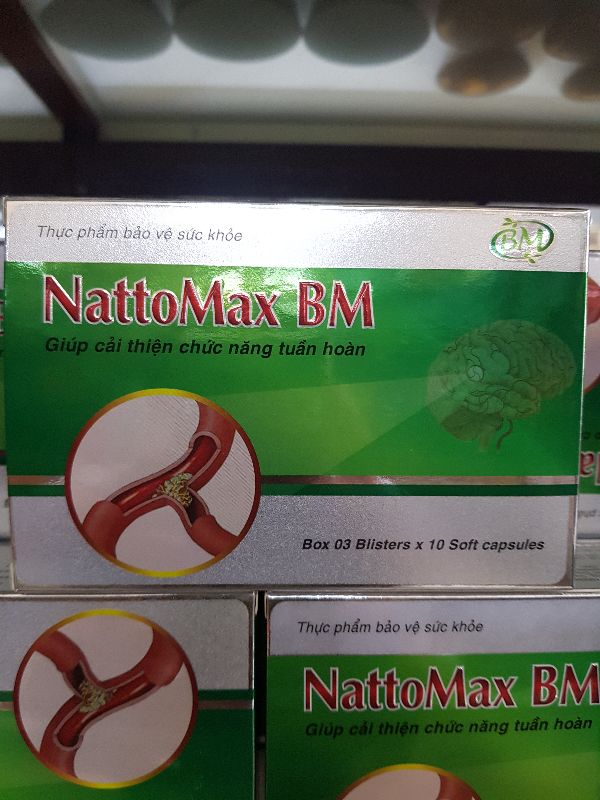 Thực phẩm bảo vệ sức khỏe
BM
NattoMax BM
Giúp cải thiện chức năng tuần hoàn
Box 03 Blisters x 10 Soft capsules
Thực phẩm bảo vệ sức khỏe
NattoMax BM
Giúp cải thiện chức năng tuần hoàn